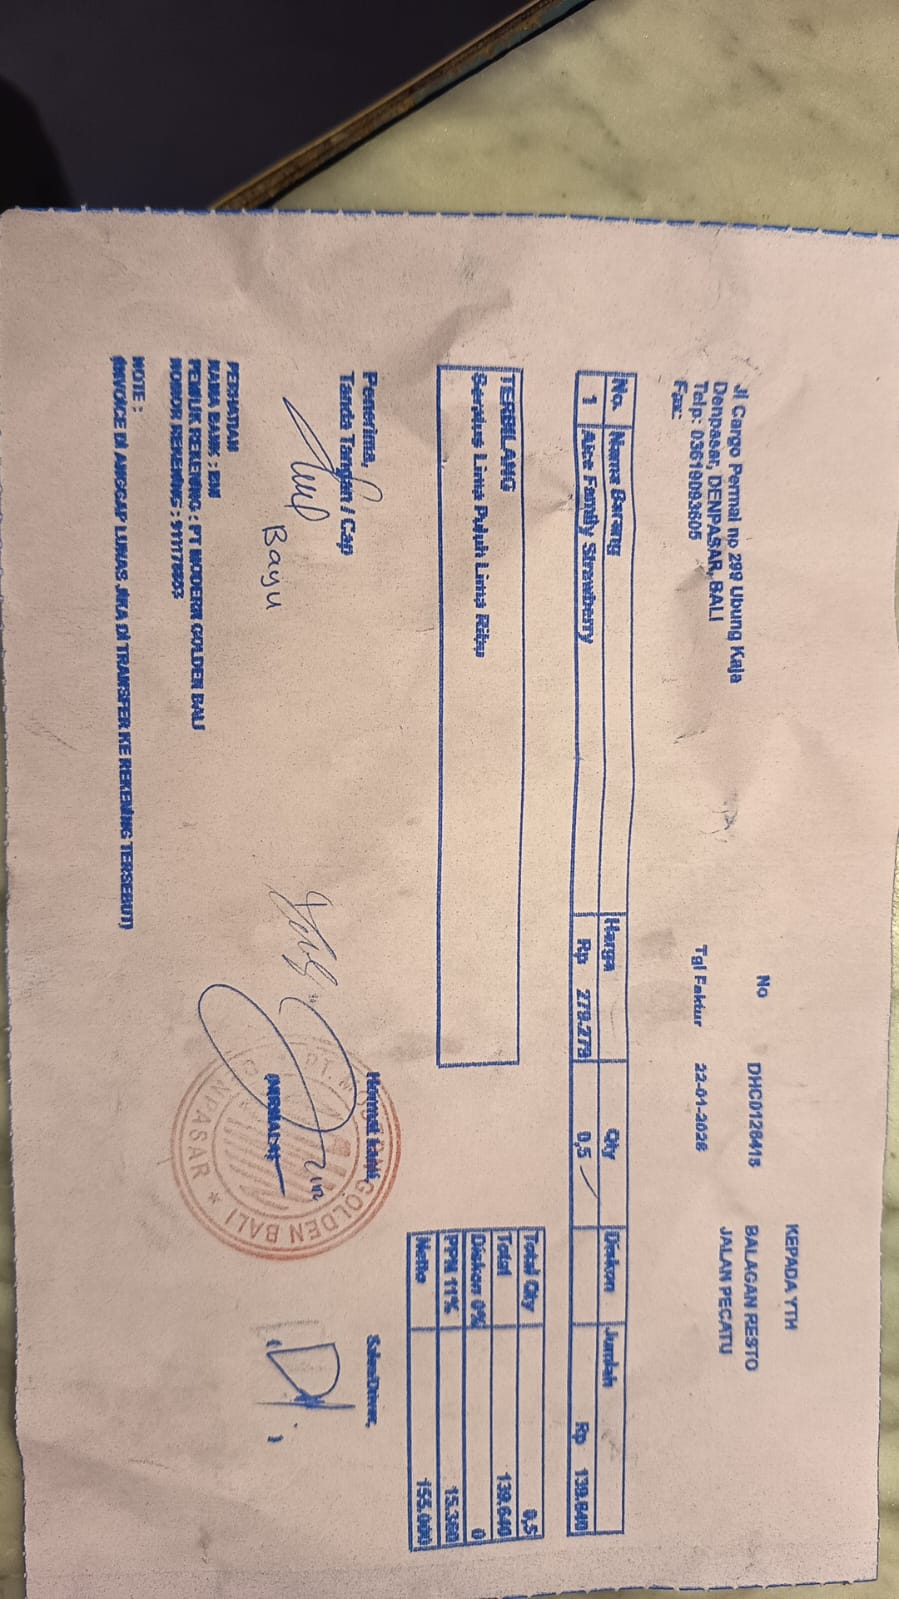 Jl Cargo Permai no 299 Ubung Kaja
Denpasar, DENPASAR, BALI
Telp: 03619093605
Fax:
No DHC0126418
Tgl Faktur 22-01-2026
KEPADA YTH
BALAGAN RESTO
JALAN PECATU
No. Nama Barang Harga Qty Diskon Jumlah
1 Aice Family Strawberry Rp 279.279 0,5 Rp 139.640
TERBILANG
Seratus Lima Puluh Lima Ribu
Total Qty 0,5
Total 139.640
Diskon 0% 0
PPN 11% 15.360
Netto 155.000
Penerima,
Tanda Tangan / Cap
Bayu
Hormat kami,
GOLDEN BALI
DENPASAR
Sales/Driver,
PERHATIAN
NAMA BANK : BNI
PEMILIK REKENING : PT MODERN GOLDEN BALI
NOMOR REKENING :
NOTE :
(INVOICE DI ANGGAP LUNAS JIKA DI TRANSFER KE REKENING TERSEBUT)